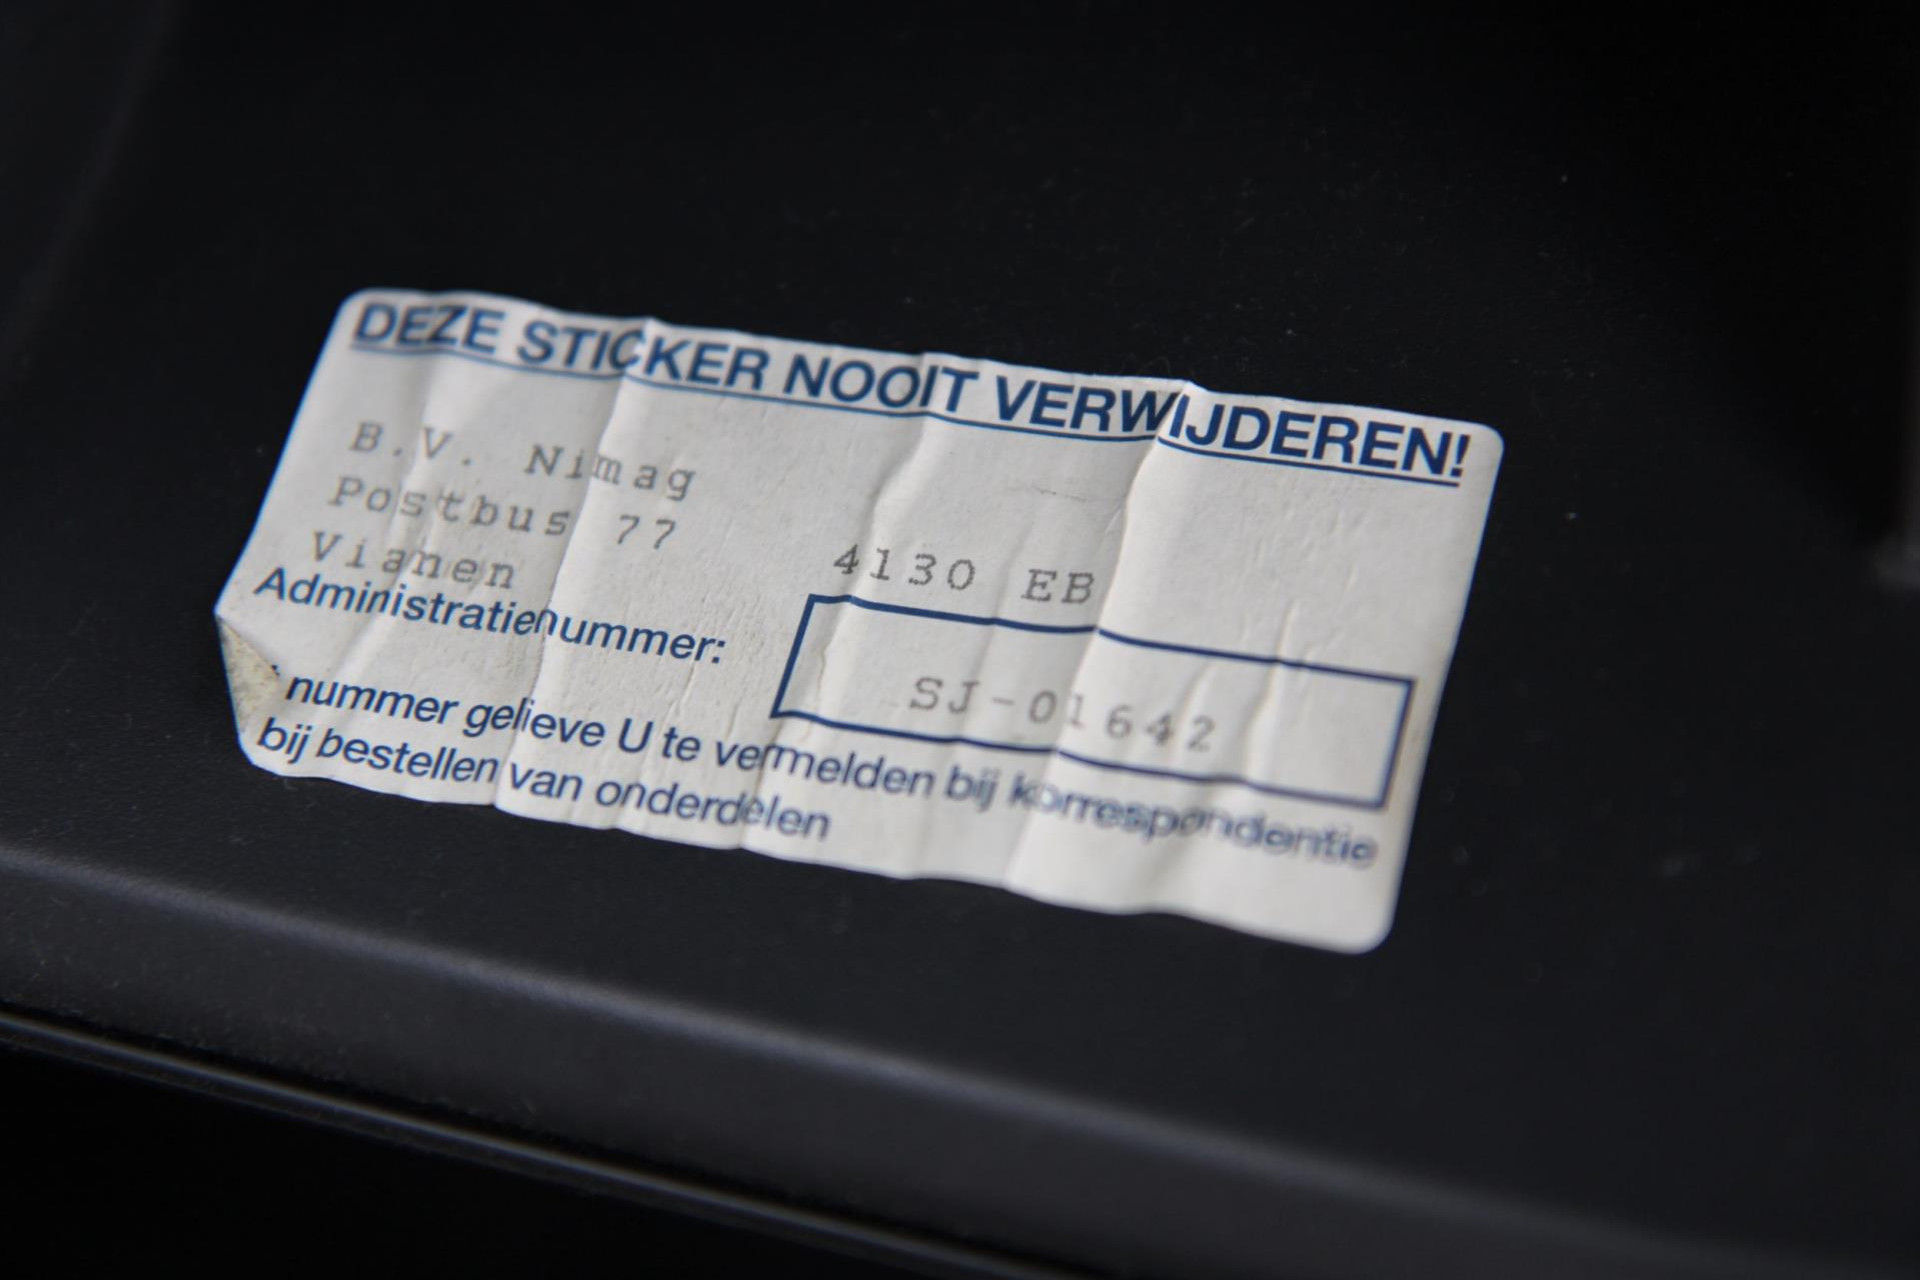 DEZE STICKER NOOIT VERWIJDEREN!
B.V. Nimag
Postbus 77
Vianen 4130 EB
Administratienummer: SJ-01642
nummer gelieve U te vermelden bij korrespondentie
bij bestellen van onderdelen